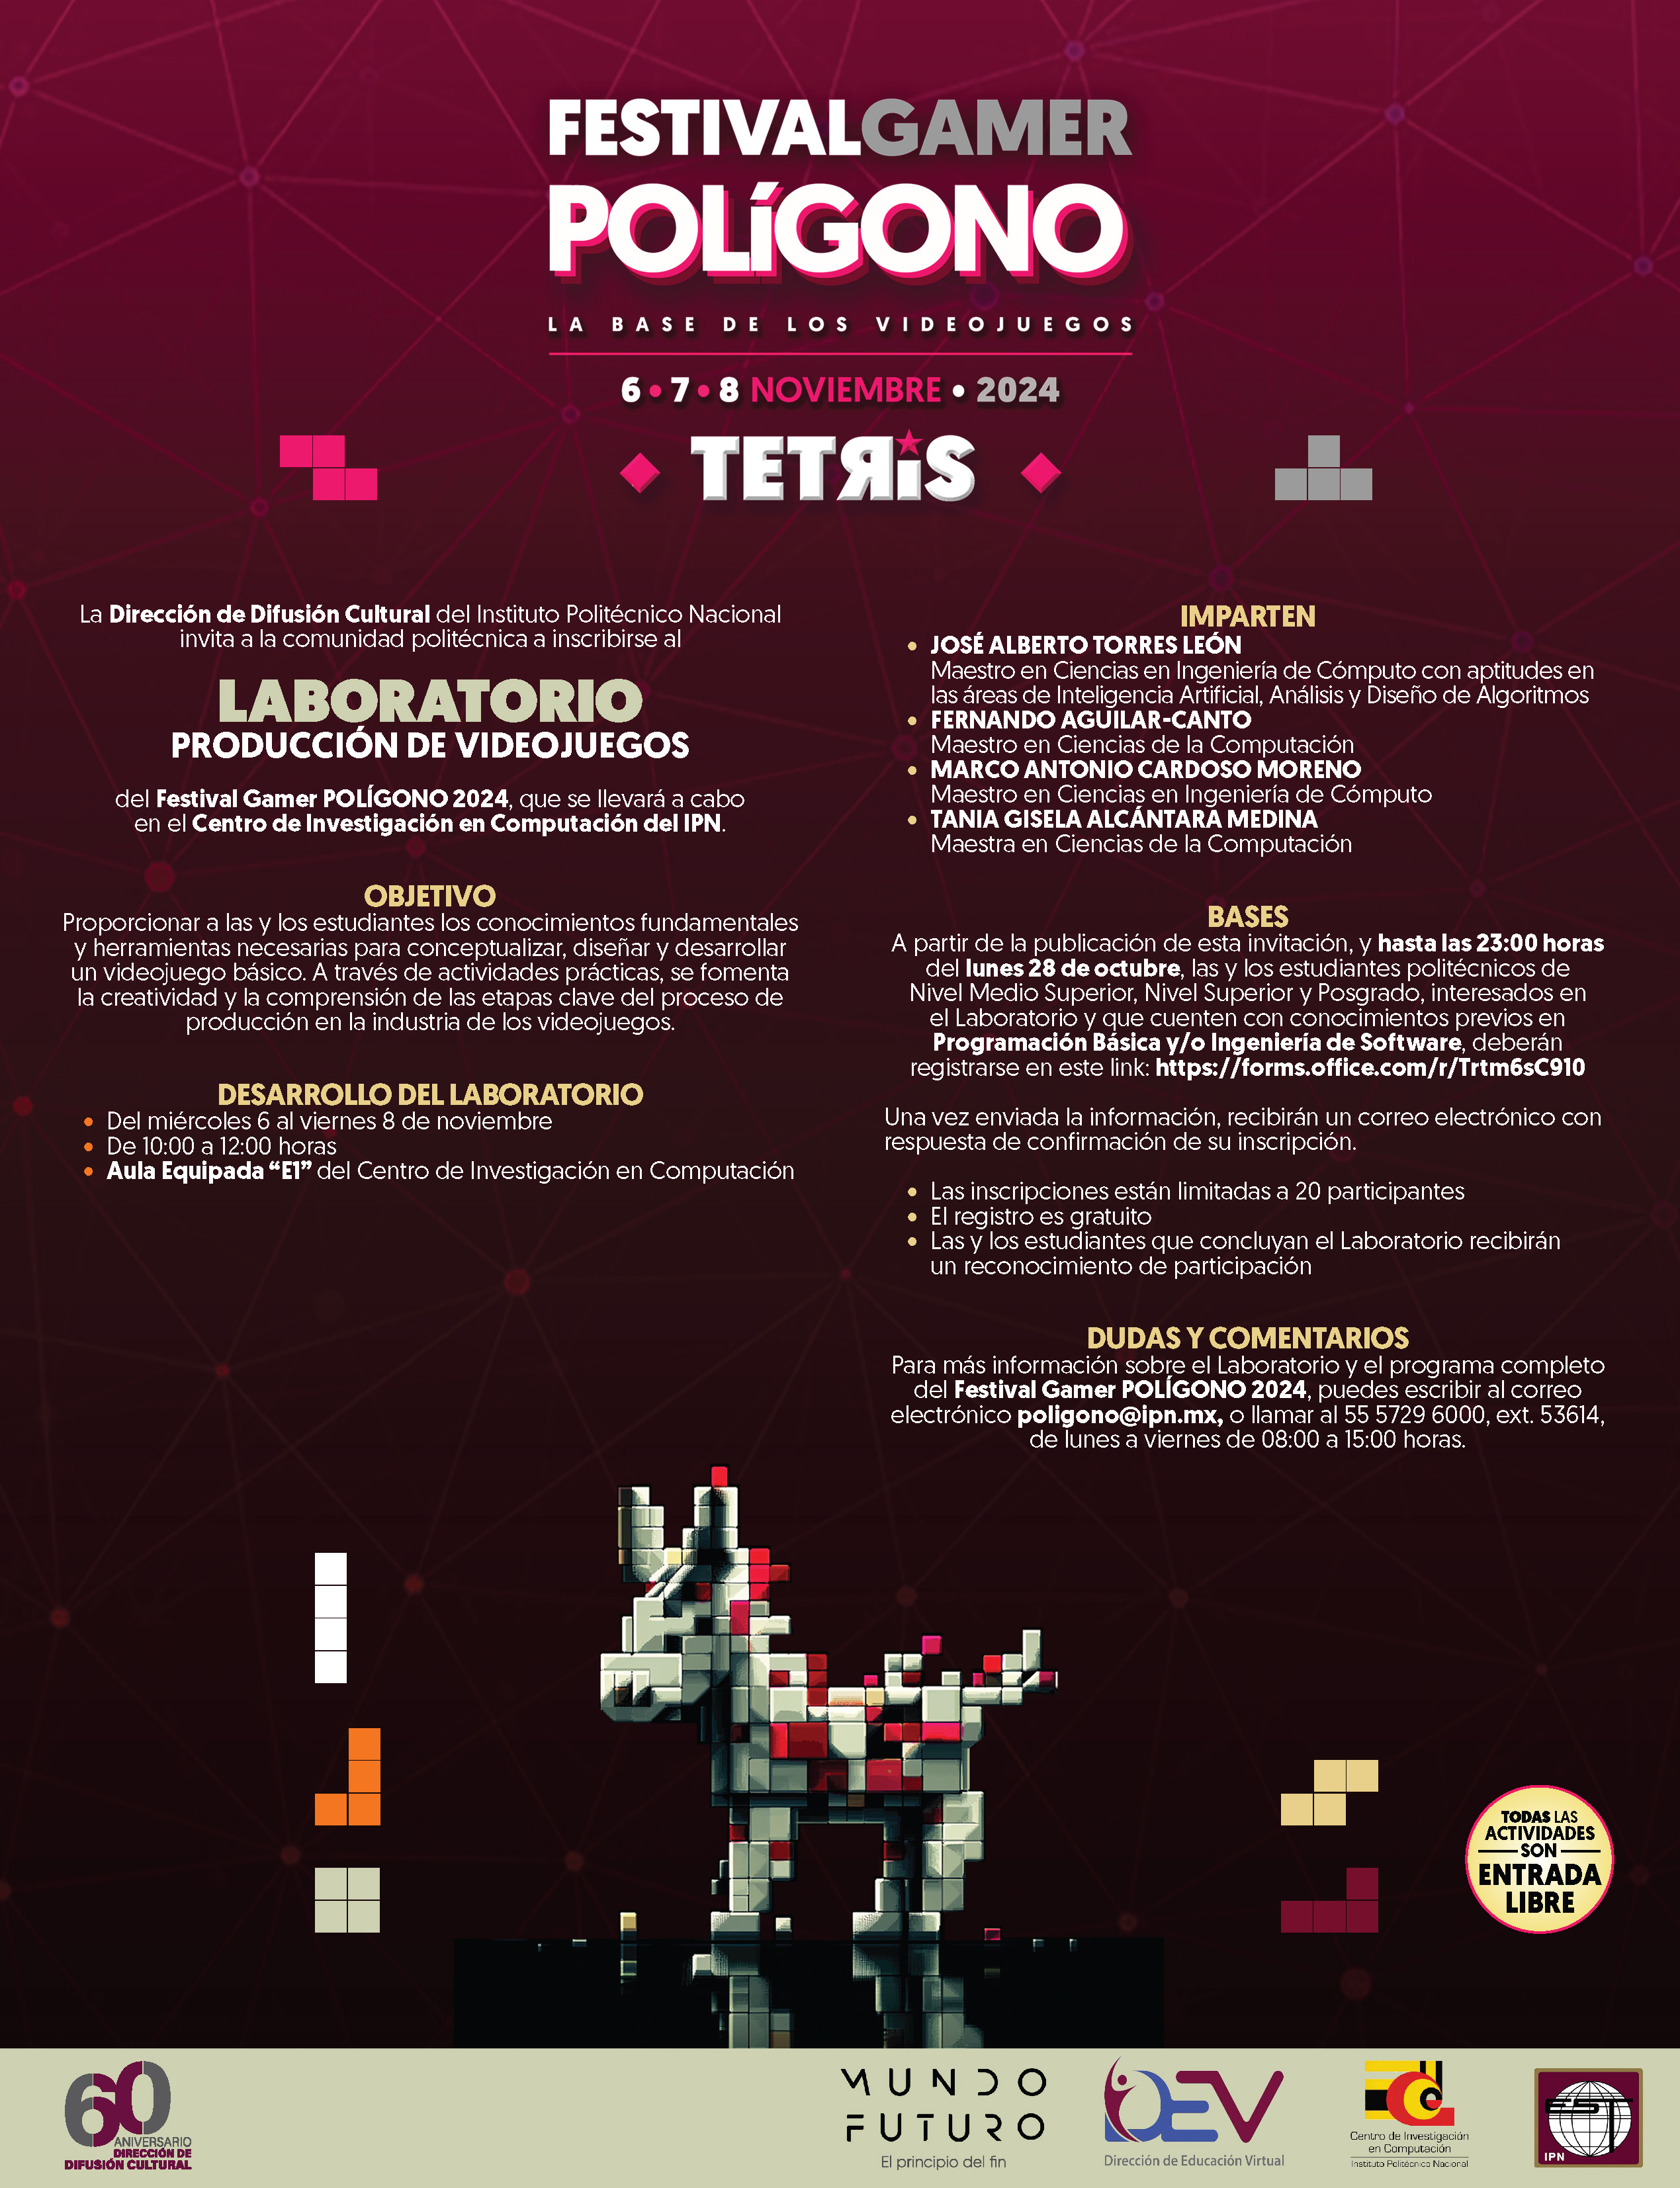 FESTIVALGAMER
POLÍGONO
LA BASE DE LOS VIDEOJUEGOS
6 • 7 • 8 NOVIEMBRE • 2024
TETЯiS
La Dirección de Difusión Cultural del Instituto Politécnico Nacional
invita a la comunidad politécnica a inscribirse al
LABORATORIO
PRODUCCIÓN DE VIDEOJUEGOS
del Festival Gamer POLÍGONO 2024, que se llevará a cabo
en el Centro de Investigación en Computación del IPN.
OBJETIVO
Proporcionar a las y los estudiantes los conocimientos fundamentales
y herramientas necesarias para conceptualizar, diseñar y desarrollar
un videojuego básico. A través de actividades prácticas, se fomenta
la creatividad y la comprensión de las etapas clave del proceso de
producción en la industria de los videojuegos.
DESARROLLO DEL LABORATORIO
• Del miércoles 6 al viernes 8 de noviembre
• De 10:00 a 12:00 horas
• Aula Equipada “E1” del Centro de Investigación en Computación
IMPARTEN
• JOSÉ ALBERTO TORRES LEÓN
Maestro en Ciencias en Ingeniería de Cómputo con aptitudes en
las áreas de Inteligencia Artificial, Análisis y Diseño de Algoritmos
• FERNANDO AGUILAR-CANTO
Maestro en Ciencias de la Computación
• MARCO ANTONIO CARDOSO MORENO
Maestro en Ciencias en Ingeniería de Cómputo
• TANIA GISELA ALCÁNTARA MEDINA
Maestra en Ciencias de la Computación
BASES
A partir de la publicación de esta invitación, y hasta las 23:00 horas
del lunes 28 de octubre, las y los estudiantes politécnicos de
Nivel Medio Superior, Nivel Superior y Posgrado, interesados en
el Laboratorio y que cuenten con conocimientos previos en
Programación Básica y/o Ingeniería de Software, deberán
registrarse en este link: https://forms.office.com/r/Trtm6sC910
Una vez enviada la información, recibirán un correo electrónico con
respuesta de confirmación de su inscripción.
• Las inscripciones están limitadas a 20 participantes
• El registro es gratuito
• Las y los estudiantes que concluyan el Laboratorio recibirán
un reconocimiento de participación
DUDAS Y COMENTARIOS
Para más información sobre el Laboratorio y el programa completo
del Festival Gamer POLÍGONO 2024, puedes escribir al correo
electrónico poligono@ipn.mx, o llamar al 55 5729 6000, ext. 53614,
de lunes a viernes de 08:00 a 15:00 horas.
TODAS LAS
ACTIVIDADES
SON
ENTRADA
LIBRE
60
ANIVERSARIO
DIRECCIÓN DE
DIFUSIÓN CULTURAL
MUNDO
FUTURO
El principio del fin
DEV
Dirección de Educación Virtual
Centro de Investigación
en Computación
Instituto Politécnico Nacional
EST
IPN